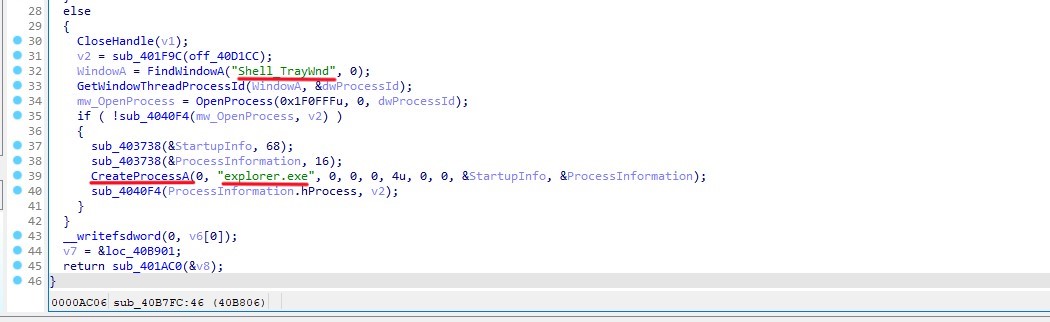 28 else
29 {
30 CloseHandle(v1);
31 v2 = sub_401F9C(off_40D1CC);
32 WindowA = FindWindowA("Shell_TrayWnd", 0);
33 GetWindowThreadProcessId(WindowA, &dwProcessId);
34 mw_OpenProcess = OpenProcess(0x1F0FFFu, 0, dwProcessId);
35 if ( !sub_4040F4(mw_OpenProcess, v2) )
36 {
37 sub_403738(&StartupInfo, 68);
38 sub_403738(&ProcessInformation, 16);
39 CreateProcessA(0, "explorer.exe", 0, 0, 0, 4u, 0, 0, &StartupInfo, &ProcessInformation);
40 sub_4040F4(ProcessInformation.hProcess, v2);
41 }
42 }
43 __writefsdword(0, v6[0]);
44 v7 = &loc_40B901;
45 return sub_401AC0(&v8);
46 }
0000AC06 sub_40B7FC:46 (40B806)